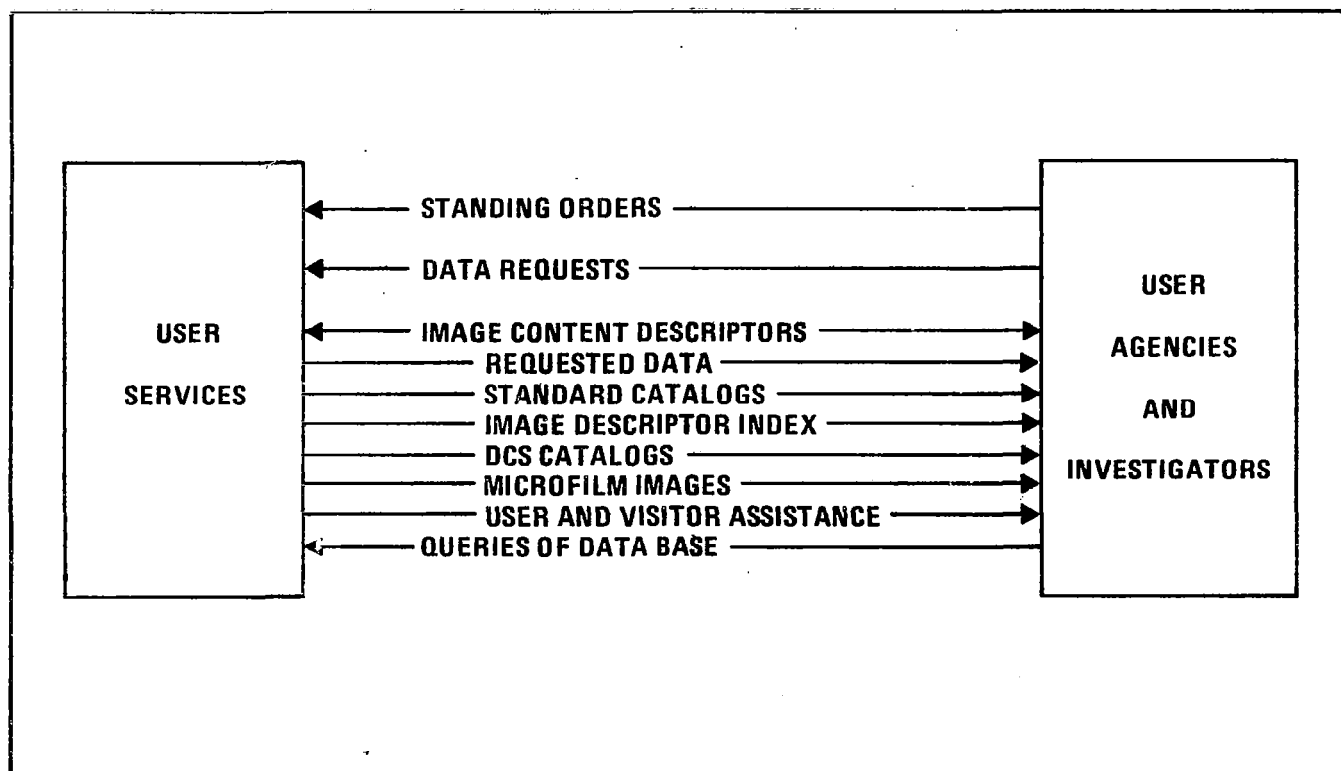 USER
SERVICES
STANDING ORDERS
DATA REQUESTS
IMAGE CONTENT DESCRIPTORS
REQUESTED DATA
STANDARD CATALOGS
IMAGE DESCRIPTOR INDEX
DCS CATALOGS
MICROFILM IMAGES
USER AND VISITOR ASSISTANCE
QUERIES OF DATA BASE
USER
AGENCIES
AND
INVESTIGATORS